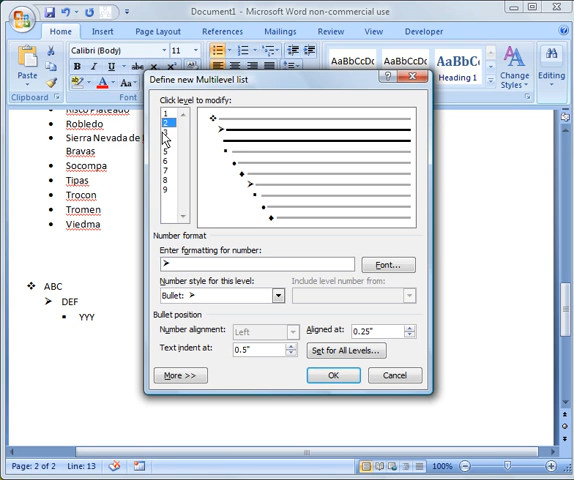 Document1 - Microsoft Word non-commercial use
Home Insert Page Layout References Mailings Review View Developer
Paste
Clipboard
Calibri (Body) 11
B I U abc
AaBbC AaBbCc AaBbC
Heading 1
Change
Styles
Editing
Styles
Define new Multilevel list
Click level to modify:
1
2
3
5
6
7
8
9
Number format
Enter formatting for number:
Font...
Number style for this level:
Include level number from:
Bullet:
Bullet position
Number alignment: Left
Aligned at: 0.25"
Text indent at: 0.5"
Set for All Levels...
More >>
OK
Cancel
Risco Plateado
Robledo
Sierra Nevada de
Bravas
Socompa
Tipas
Trocon
Tromen
Viedma
ABC
DEF
YYY
Page: 2 of 2 Line: 13
100%